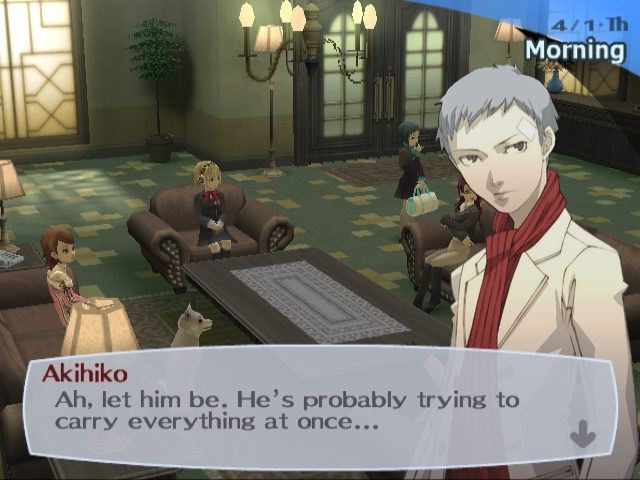 4/1·Th
Morning
Akihiko
Ah, let him be. He's probably trying to
carry everything at once...